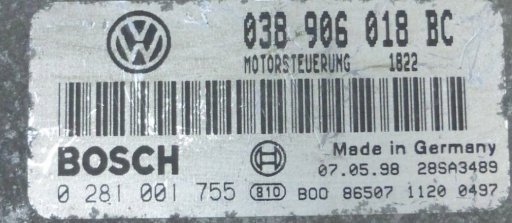 038 906 018 BC
MOTORSTEUERUNG 1822
BOSCH
Made in Germany
07.05.98 28SA3489
0 281 001 755 B10 B00 86507 1120 0497